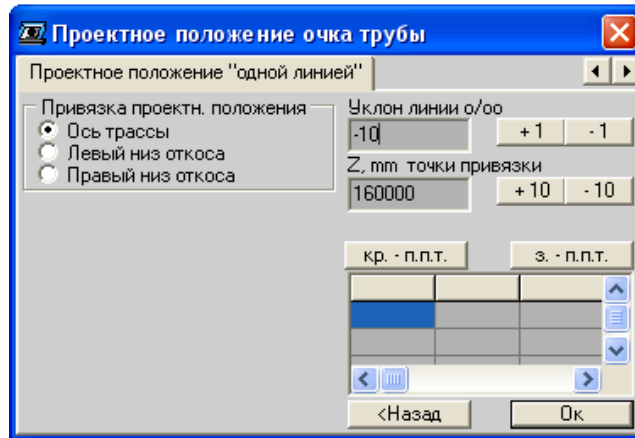 Проектное положение очка трубы
Проектное положение "одной линией"
Привязка проектн. положения
Ось трассы
Левый низ откоса
Правый низ откоса
Уклон линии о/оо
-10
+ 1
- 1
Z, mm точки привязки
160000
+ 10
- 10
кр. - п.п.т.
з. - п.п.т.
<Назад
Ок